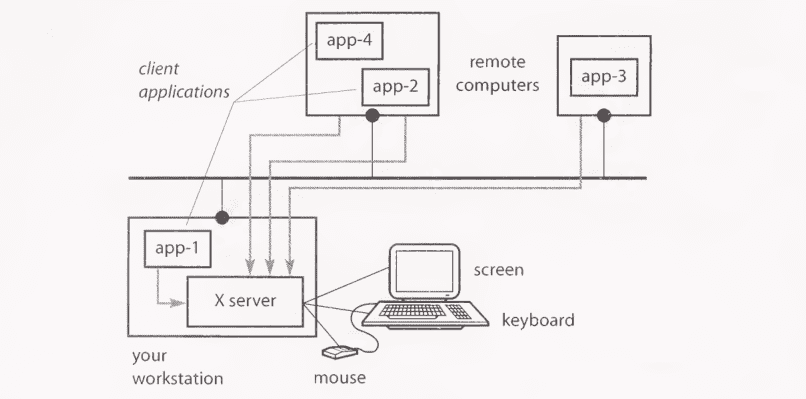 app-4
client
applications
app-2
remote
computers
app-3
app-1
X server
screen
keyboard
your
workstation
mouse